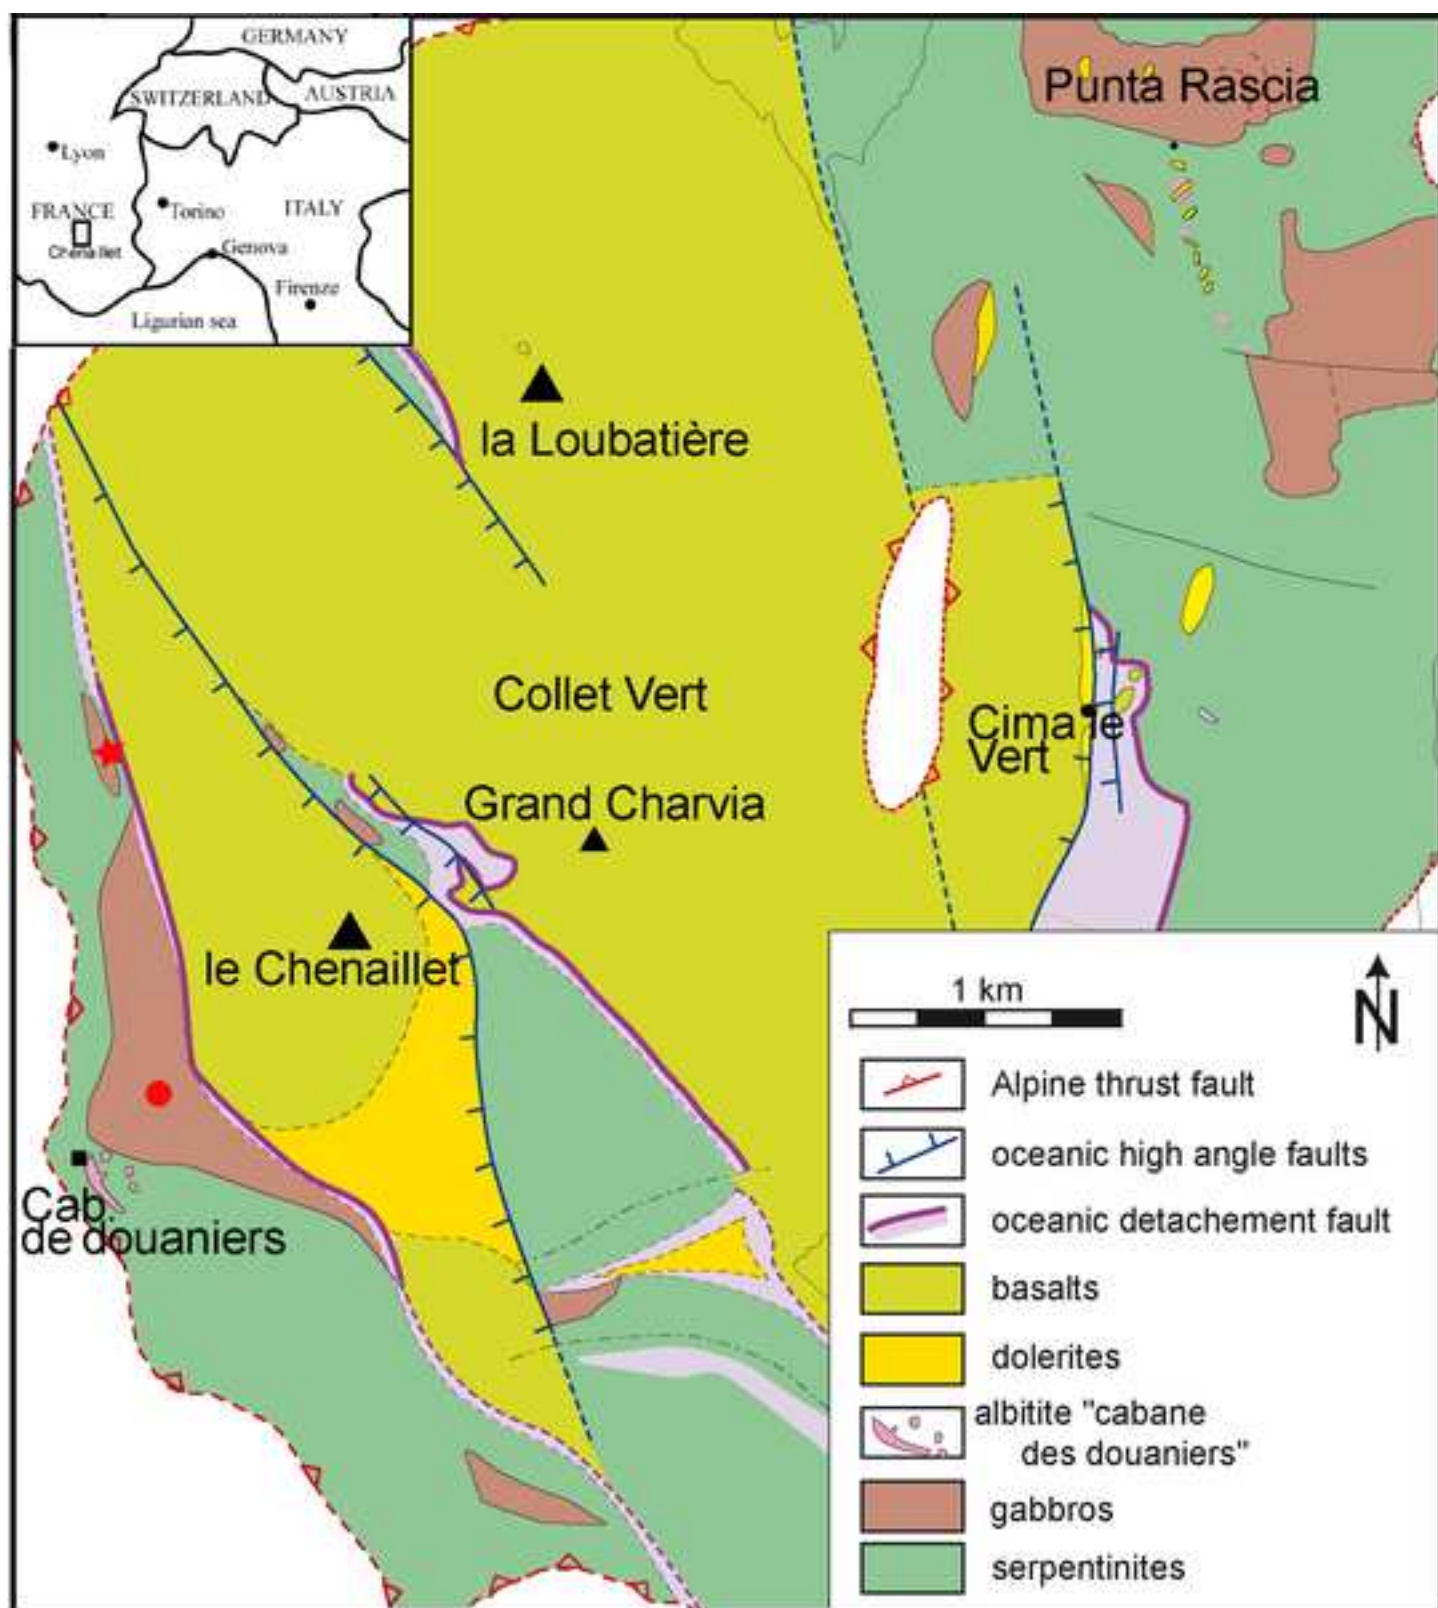 GERMANY
SWITZERLAND
AUSTRIA
Lyon
FRANCE
Torino
ITALY
Chenaillet
Genova
Firenze
Ligurian sea
Punta Rascia
la Loubatière
Collet Vert
Cima le
Vert
Grand Charvia
le Chenaillet
Cab.
de douaniers
1 km
N
Alpine thrust fault
oceanic high angle faults
oceanic detachement fault
basalts
dolerites
albitite "cabane
des douaniers"
gabbros
serpentinites